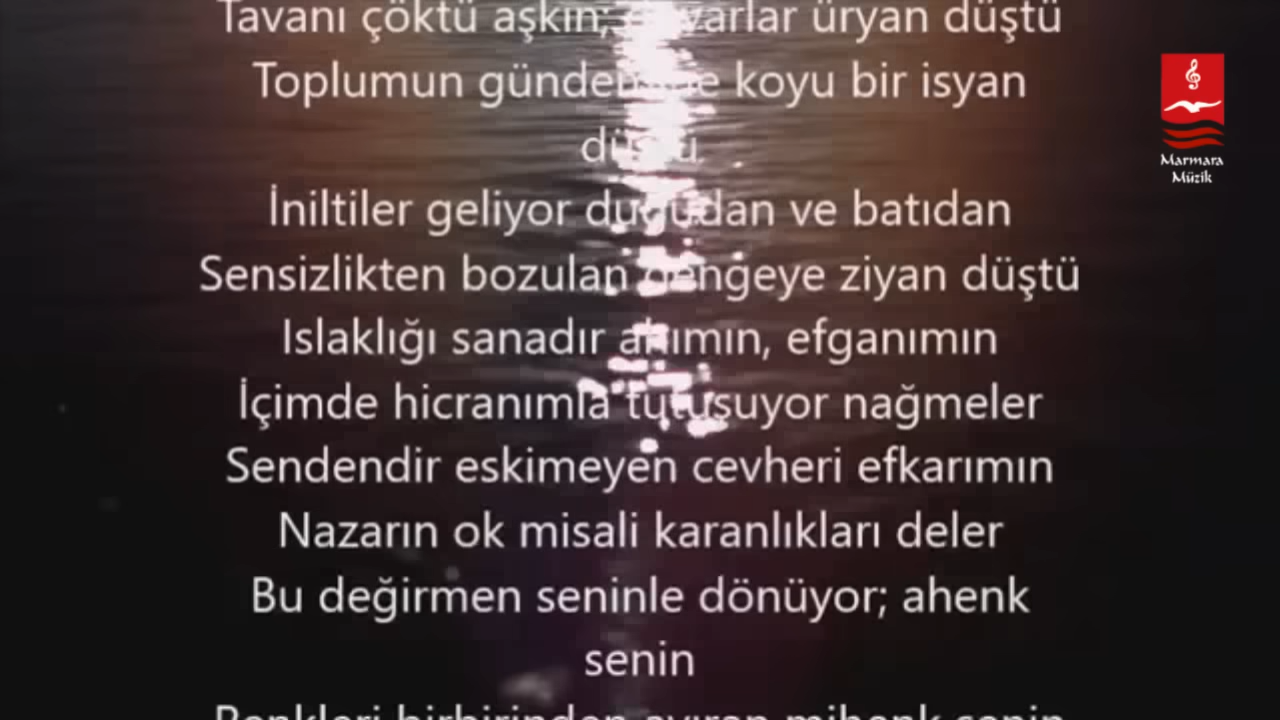 Tavanı çöktü aşkın; duvarlar üryan düştü
Toplumun gündemine koyu bir isyan
düştü
İniltiler geliyor doğudan ve batıdan
Sensizlikten bozulan dengeye ziyan düştü
Islaklığı sanadır ahımın, efganımın
İçimde hicranımla tutuşuyor nağmeler
Sendendir eskimeyen cevheri efkarımın
Nazarın ok misali karanlıkları deler
Bu değirmen seninle dönüyor; ahenk
senin
Renkleri birbirinden ayıran mihenk senin
Marmara
Müzik